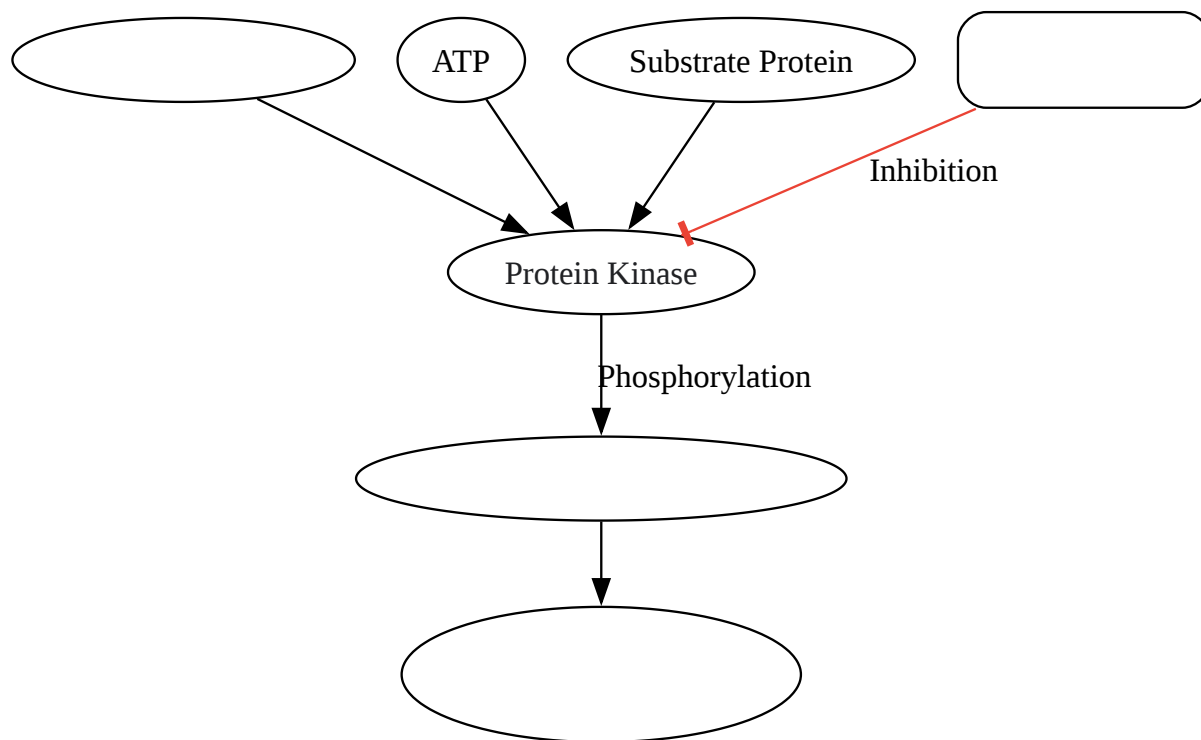 ATP
Substrate Protein
Inhibition
Protein Kinase
Phosphorylation